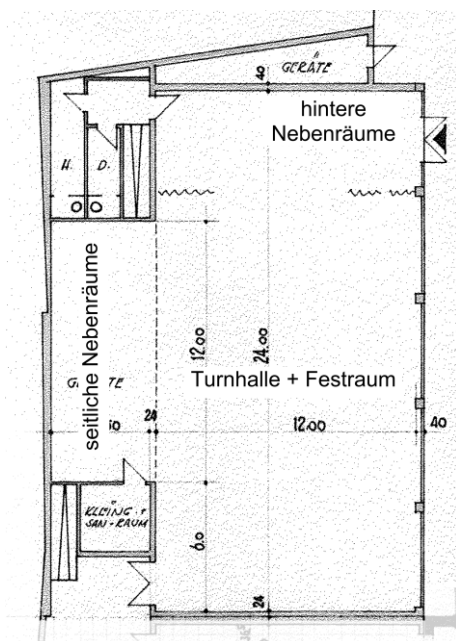 GERÄTE
40
hintere
Nebenräume
H.
D.
seitliche Nebenräume
12.00
24.00
Turnhalle + Festraum
24
12.00
40
KLEING.+
SAN-RAUM
6.0
24